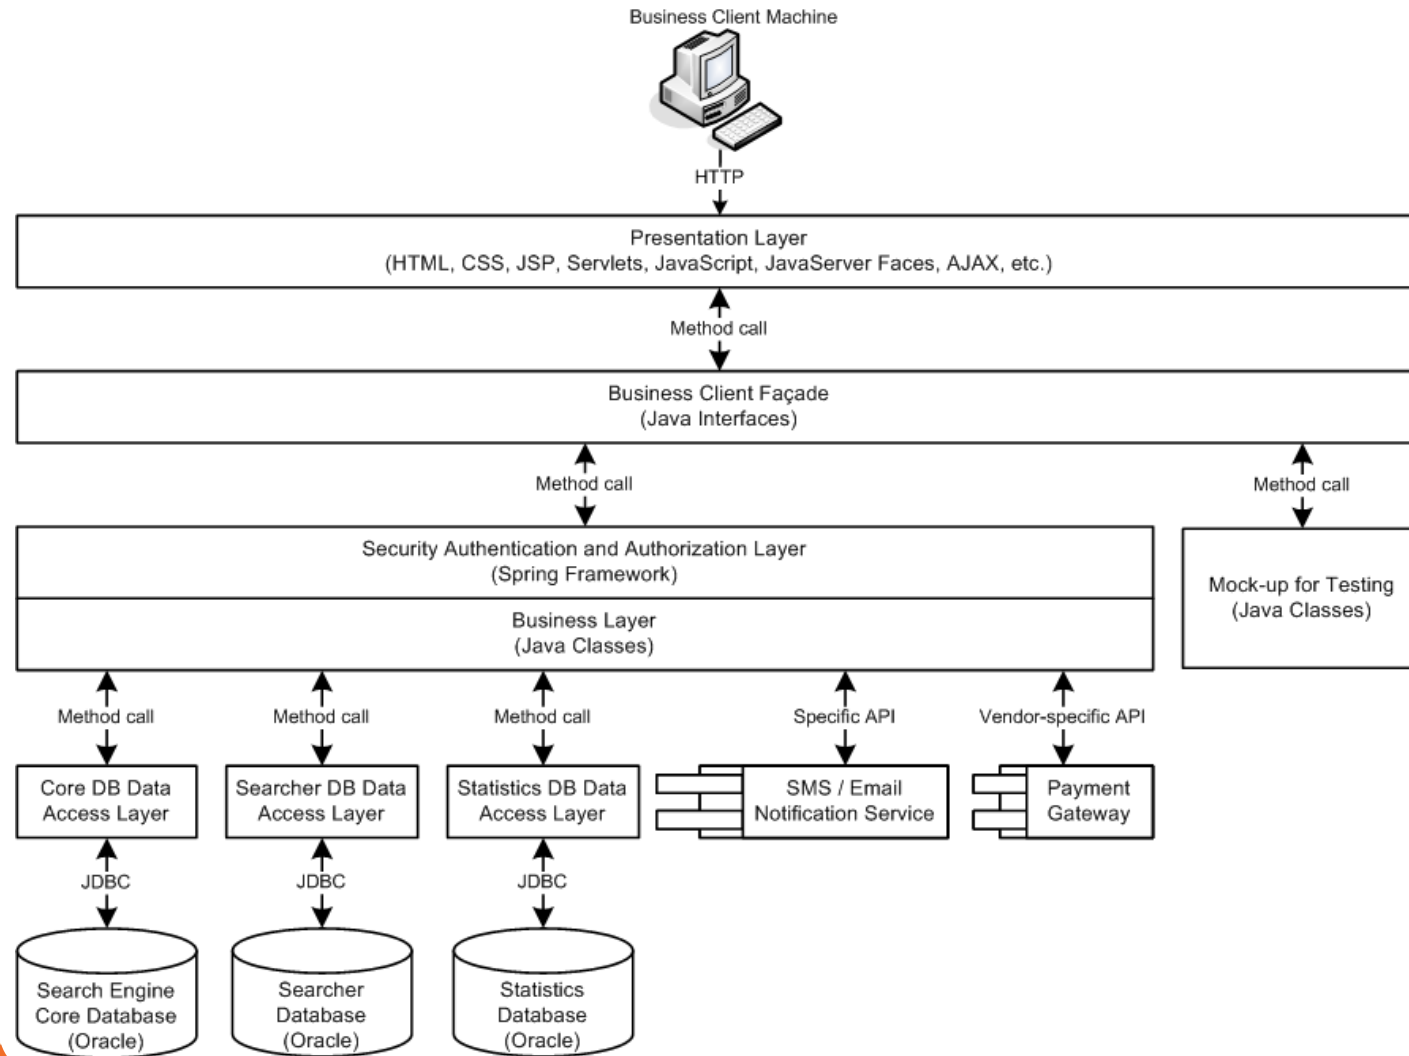 Business Client Machine
HTTP
Presentation Layer
(HTML, CSS, JSP, Servlets, JavaScript, JavaServer Faces, AJAX, etc.)
Method call
Business Client Façade
(Java Interfaces)
Method call
Method call
Security Authentication and Authorization Layer
(Spring Framework)
Business Layer
(Java Classes)
Mock-up for Testing
(Java Classes)
Method call
Method call
Method call
Specific API
Vendor-specific API
Core DB Data
Access Layer
Searcher DB Data
Access Layer
Statistics DB Data
Access Layer
SMS / Email
Notification Service
Payment
Gateway
JDBC
JDBC
JDBC
Search Engine
Core Database
(Oracle)
Searcher
Database
(Oracle)
Statistics
Database
(Oracle)